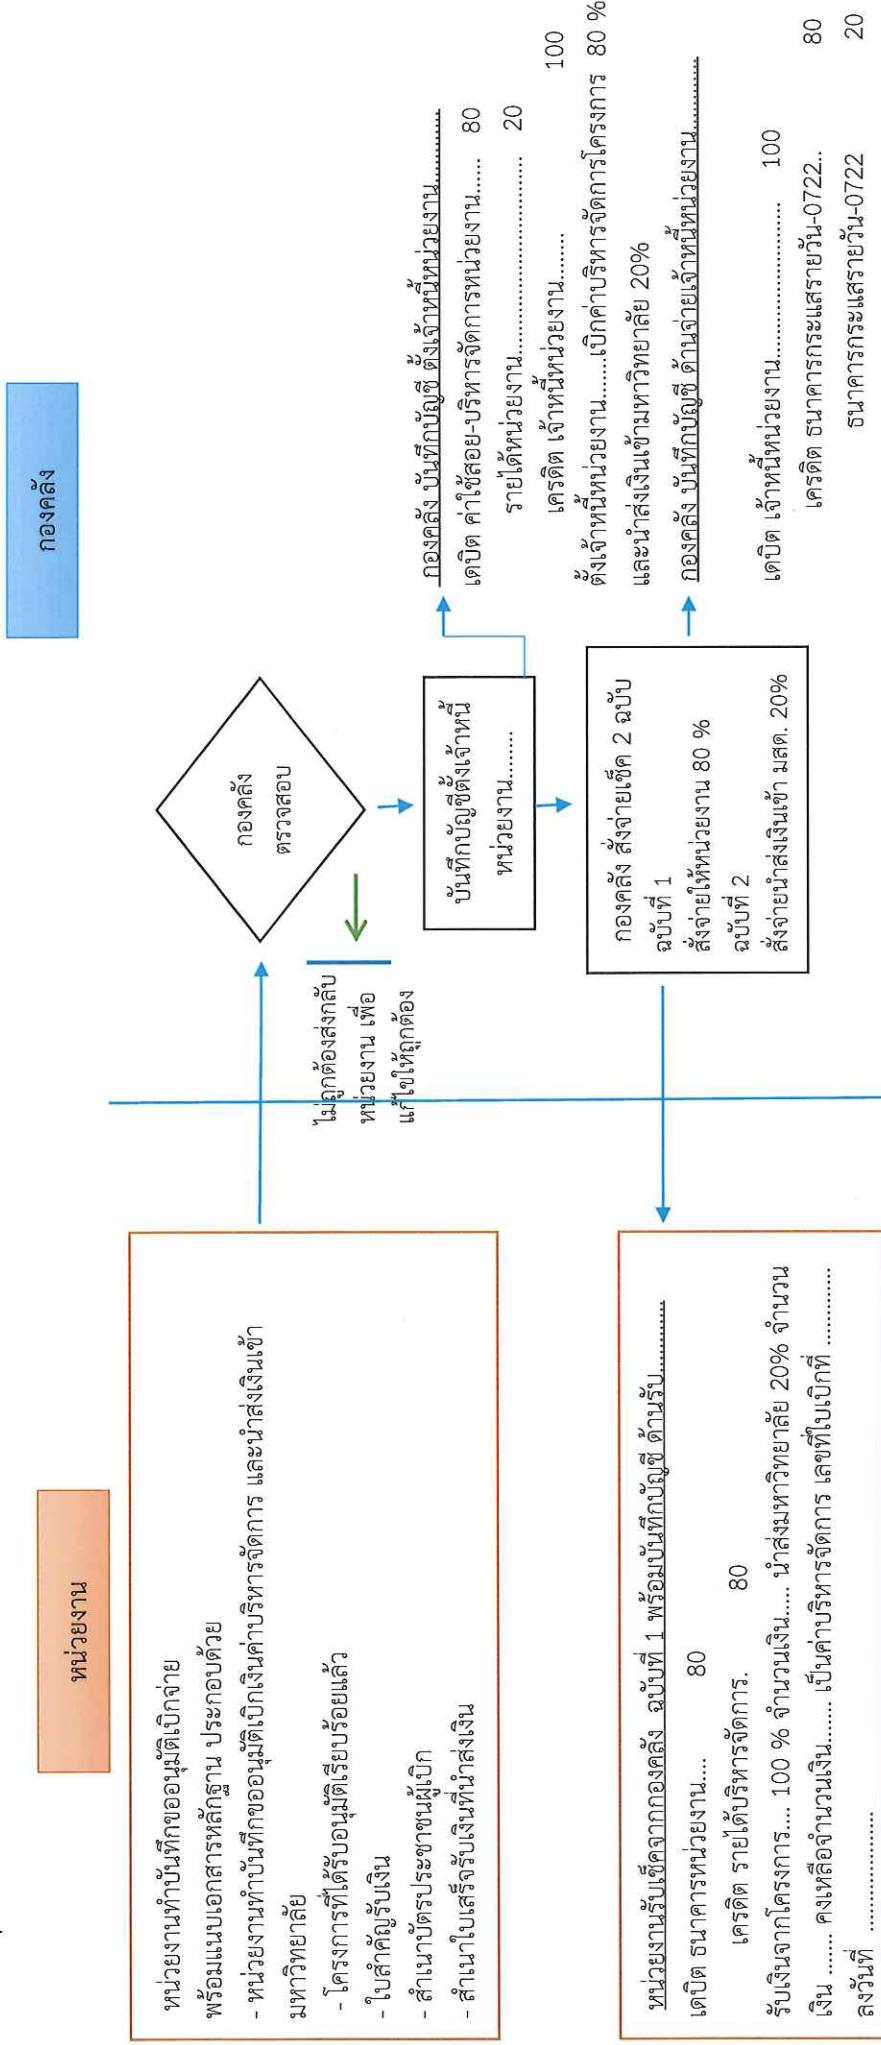 หน่วยงาน
กองคลัง
หน่วยงานทำบันทึกขออนุมัติเบิกจ่าย
พร้อมแนบเอกสารหลักฐาน ประกอบด้วย
- หน่วยงานทำบันทึกขออนุมัติเบิกเงินค่าบริหารจัดการ และนำส่งเงินเข้า
มหาวิทยาลัย
- โครงการที่ได้รับอนุมัติเรียบร้อยแล้ว
- ใบสำคัญรับเงิน
- สำเนาบัตรประชาชนผู้เบิก
- สำเนาใบเสร็จรับเงินที่นำส่งเงิน
กองคลัง
ตรวจสอบ
ไม่ถูกต้องส่งกลับ
หน่วยงาน เพื่อ
แก้ไขให้ถูกต้อง
บันทึกบัญชีตั้งเจ้าหนี้
หน่วยงาน........
กองคลัง บันทึกบัญชี ตั้งเจ้าหนี้หน่วยงาน..............
เดบิต ค่าใช้สอย-บริหารจัดการหน่วยงาน...... 80
รายได้หน่วยงาน.................................... 20
เครดิต เจ้าหนี้หน่วยงาน........ 100
ตั้งเจ้าหนี้หน่วยงาน.......เบิกค่าบริหารจัดการโครงการ 80 %
และนำส่งเงินเข้ามหาวิทยาลัย 20%
กองคลัง สั่งจ่ายเช็ค 2 ฉบับ
ฉบับที่ 1
สั่งจ่ายให้หน่วยงาน 80 %
ฉบับที่ 2
สั่งจ่ายนำส่งเงินเข้า มสด. 20%
กองคลัง บันทึกบัญชี ด้านจ่ายเจ้าหนี้หน่วยงาน..............
เดบิต เจ้าหนี้หน่วยงาน.............................. 100
เครดิต ธนาคารกระแสรายวัน-0722.. 80
ธนาคารกระแสรายวัน-0722 20
หน่วยงานรับเช็คจากกองคลัง ฉบับที่ 1 พร้อมบันทึกบัญชี ด้านรับ..............
เดบิต ธนาคารหน่วยงาน.... 80
เครดิต รายได้บริหารจัดการ. 80
รับเงินจากโครงการ.... 100 % จำนวนเงิน..... นำส่งมหาวิทยาลัย 20% จำนวน
เงิน ........ คงเหลือจำนวนเงิน....... เป็นค่าบริหารจัดการ เลขที่ใบเบิกที่ ..............
ลงวันที่ ........................